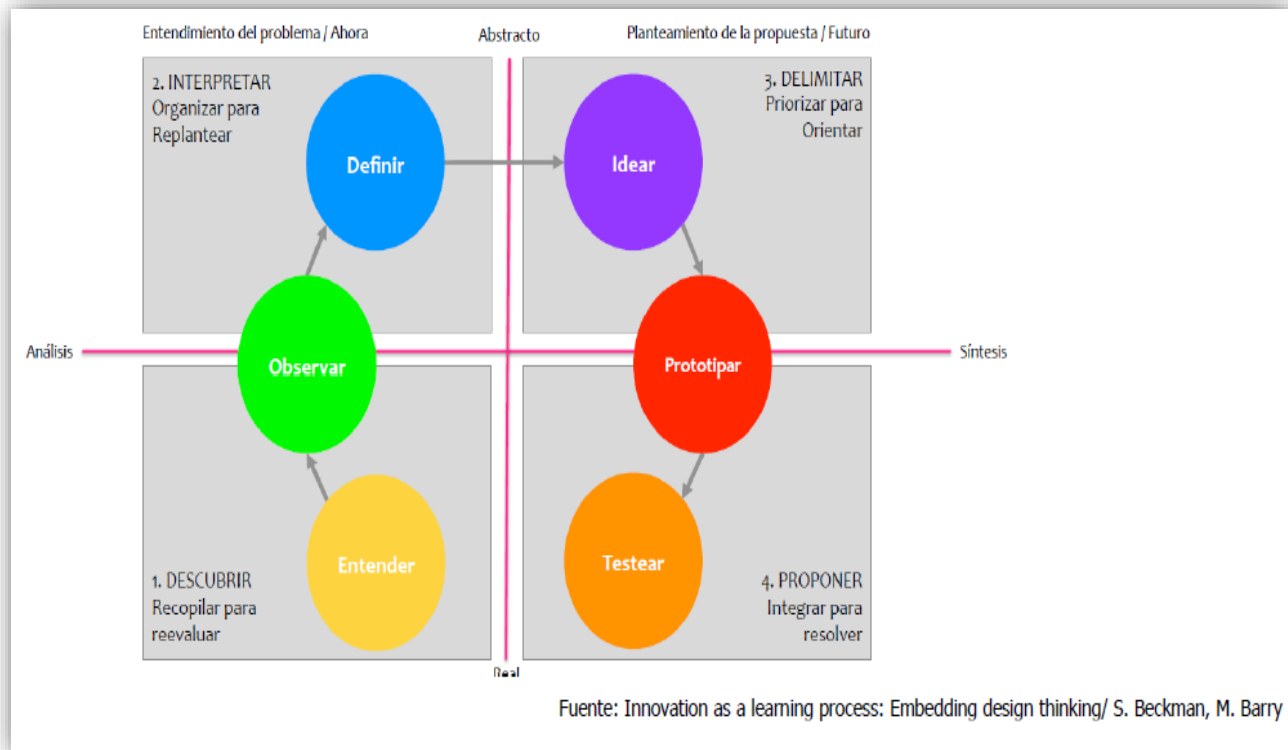 Entendimiento del problema / Ahora
Abstracto
Planteamiento de la propuesta / Futuro
2. INTERPRETAR
Organizar para
Replantear
3. DELIMITAR
Priorizar para
Orientar
Definir
Idear
Análisis
Síntesis
Observar
Prototipar
Entender
Testear
1. DESCUBRIR
Recopilar para
reevaluar
4. PROPONER
Integrar para
resolver
Real
Fuente: Innovation as a learning process: Embedding design thinking/ S. Beckman, M. Barry